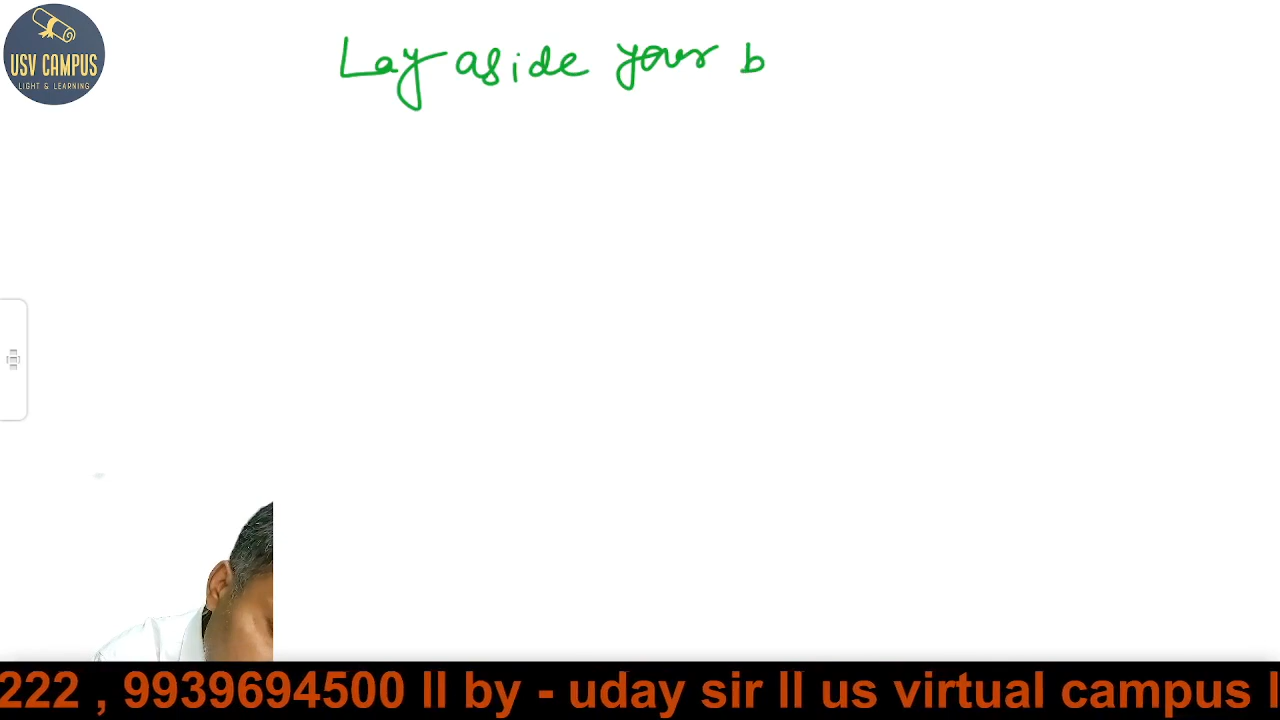 USV CAMPUS
LIGHT & LEARNING
Lay aside your b
222 , 9939694500 ll by - uday sir ll us virtual campus l